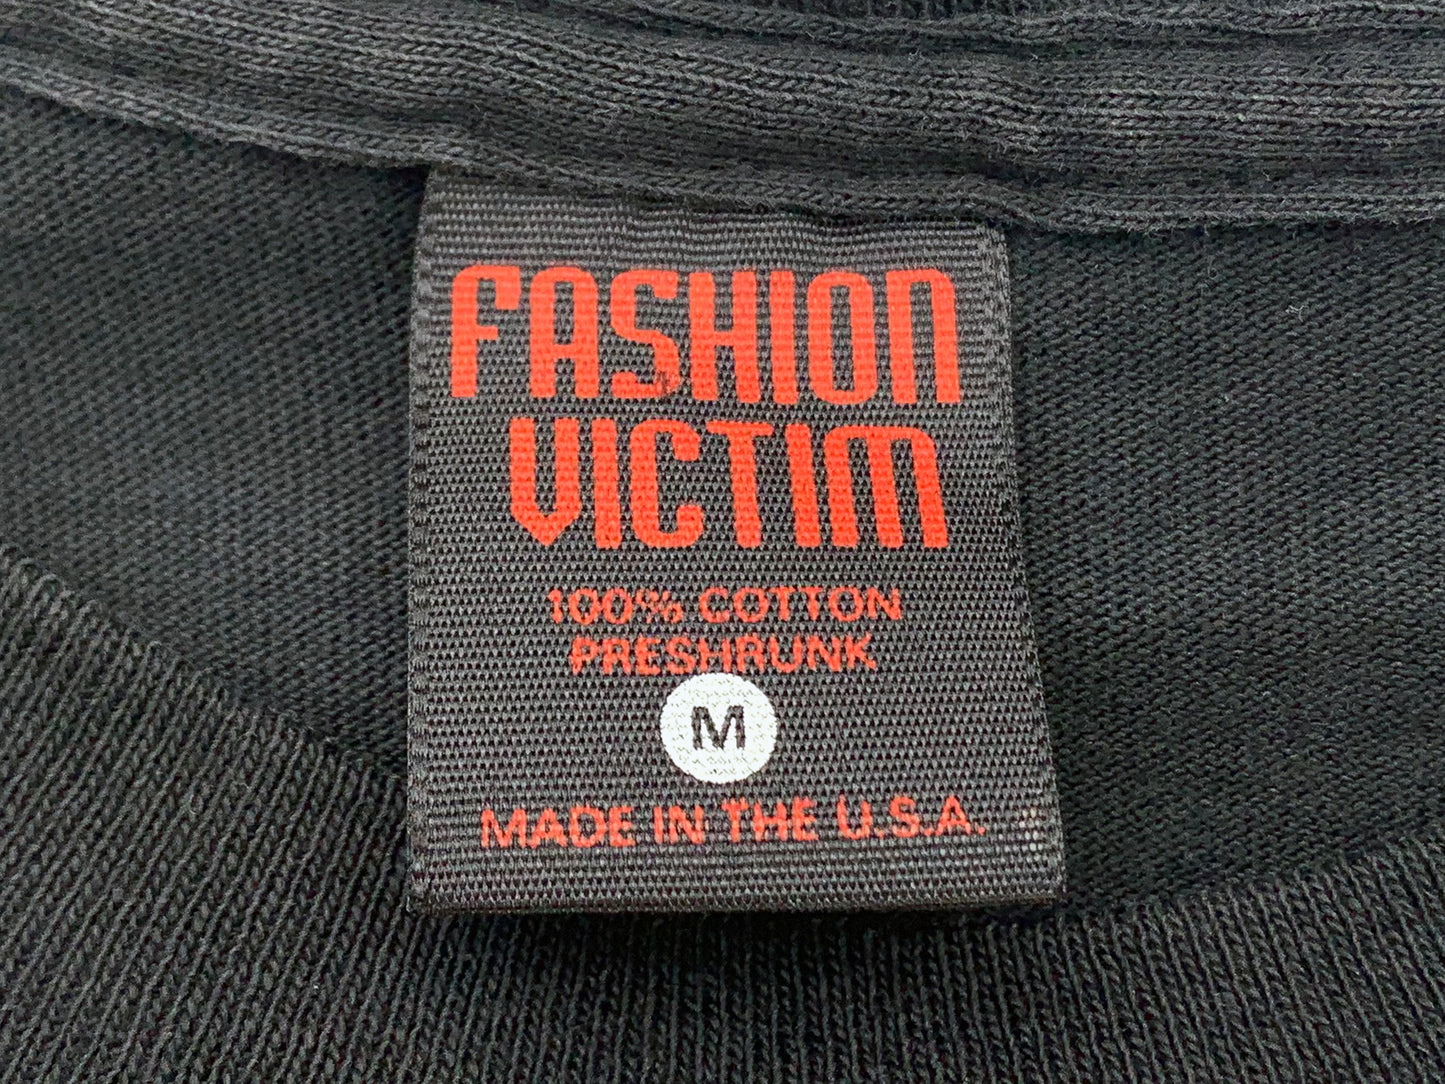 FASHION
VICTIM
100% COTTON
PRESHRUNK
M
MADE IN THE U.S.A.